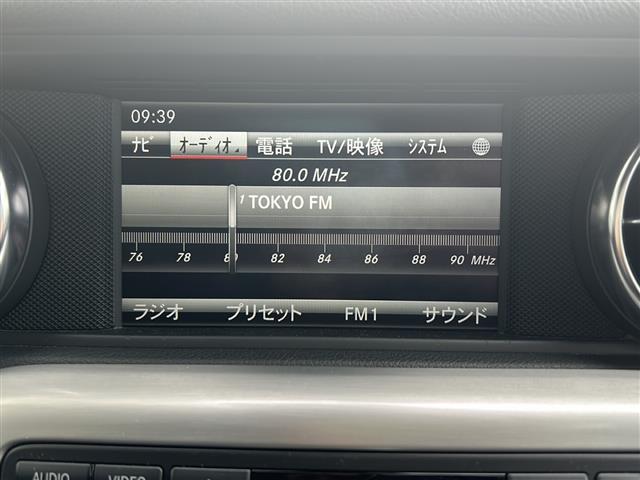 09:39
ナビ オーディオ 電話 TV/映像 システム
80.0 MHz
1 TOKYO FM
76 78 80 82 84 86 88 90 MHz
ラジオ プリセット FM1 サウンド
AUDIO VIDEO